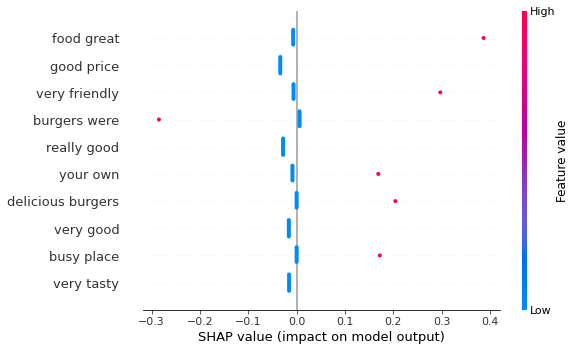 High
food great
good price
very friendly
burgers were
really good
your own
delicious burgers
very good
busy place
very tasty
Feature value
Low
−0.3 −0.2 −0.1 0.0 0.1 0.2 0.3 0.4
SHAP value (impact on model output)